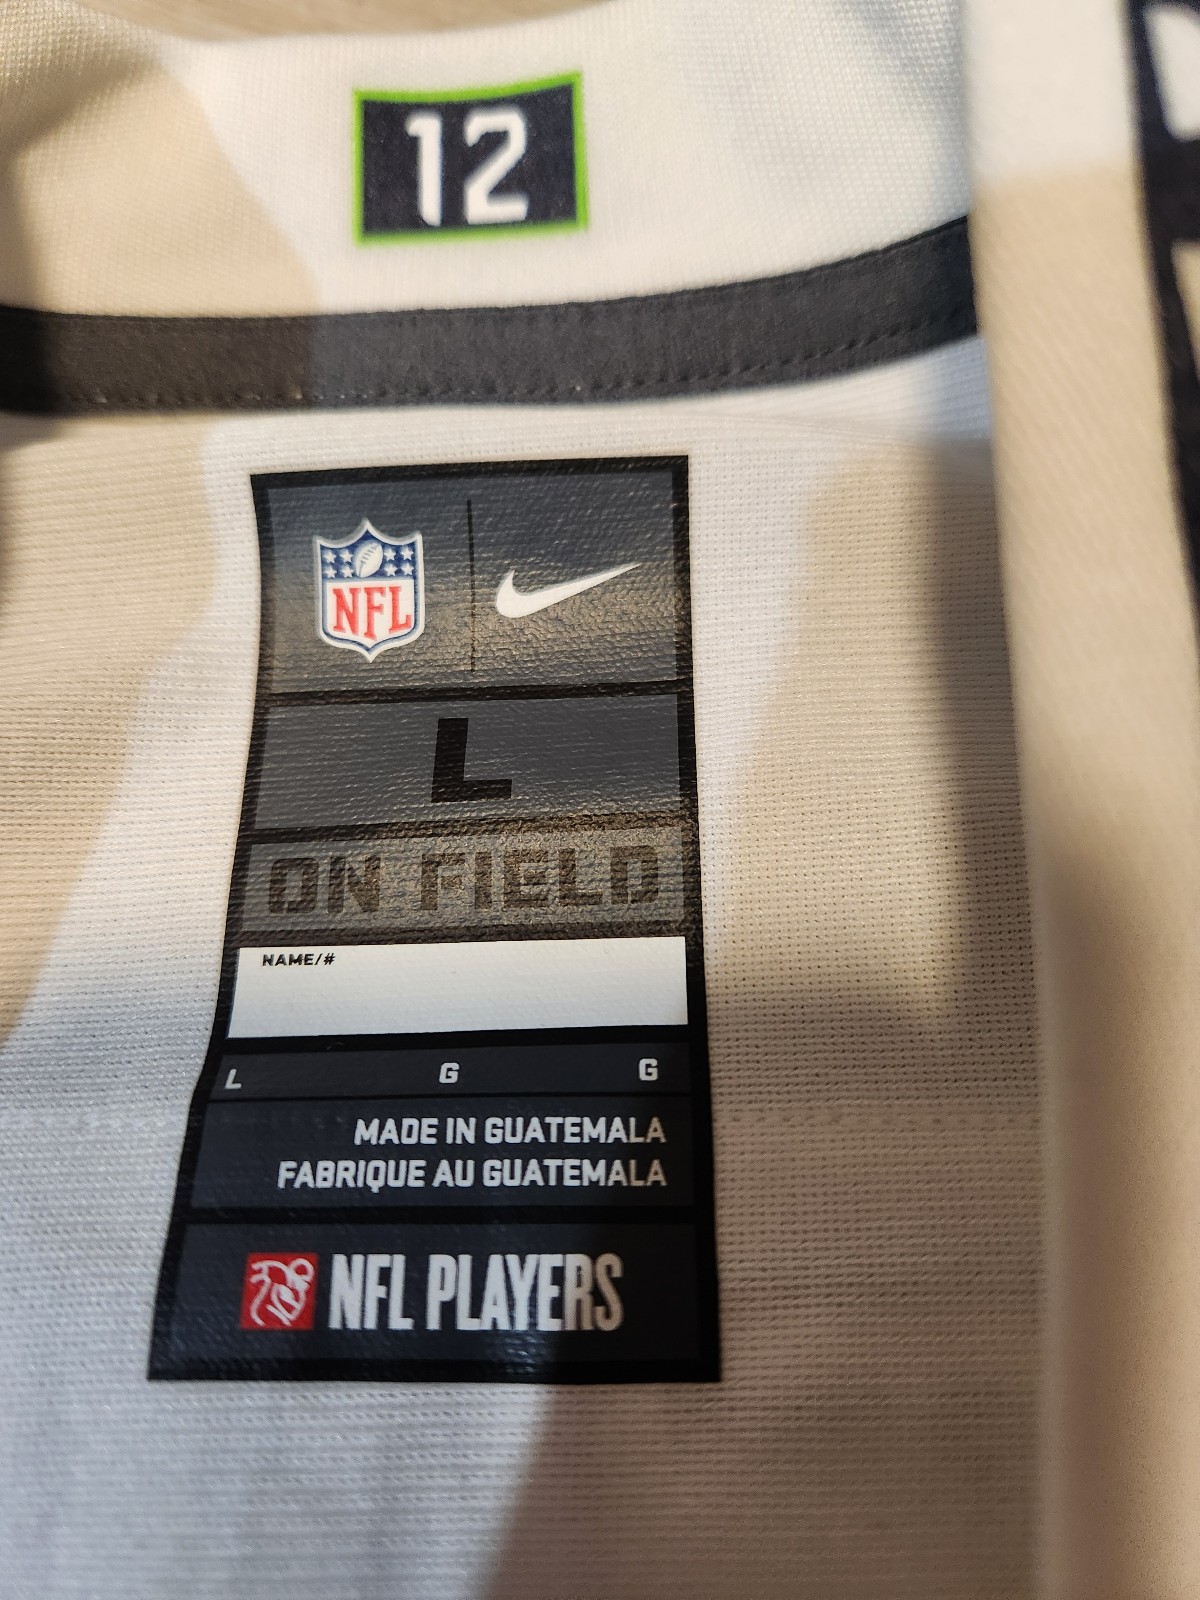 12
NFL
L
ON FIELD
NAME/#
L G G
MADE IN GUATEMALA
FABRIQUE AU GUATEMALA
NFL PLAYERS